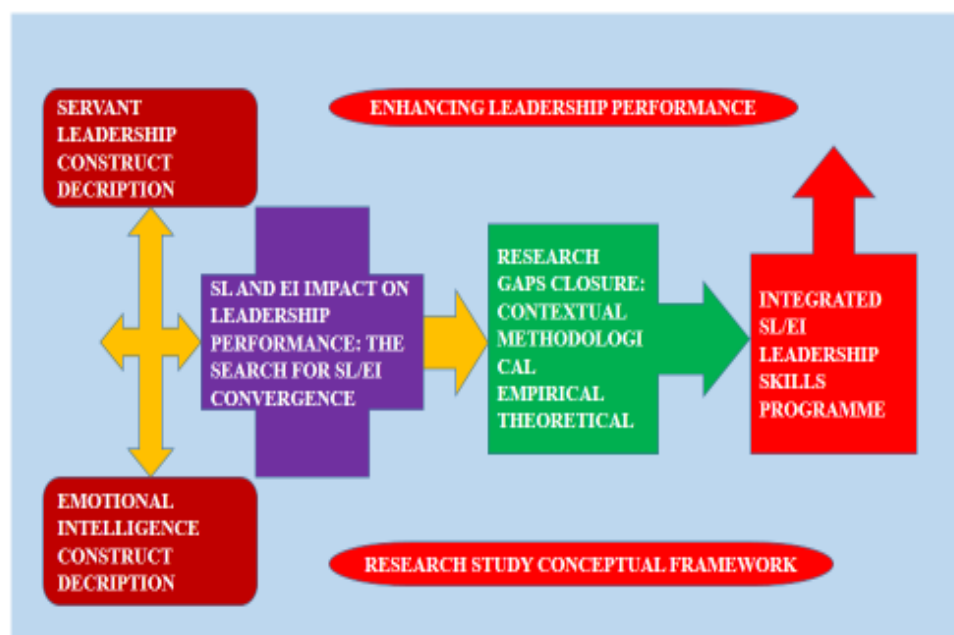 SERVANT
LEADERSHIP
CONSTRUCT
DECRIPTION
ENHANCING LEADERSHIP PERFORMANCE
SL AND EI IMPACT ON
LEADERSHIP
PERFORMANCE: THE
SEARCH FOR SL/EI
CONVERGENCE
RESEARCH
GAPS CLOSURE:
CONTEXTUAL
METHODOLOGI
CAL
EMPIRICAL
THEORETICAL
INTEGRATED
SL/EI
LEADERSHIP
SKILLS
PROGRAMME
EMOTIONAL
INTELLIGENCE
CONSTRUCT
DECRIPTION
RESEARCH STUDY CONCEPTUAL FRAMEWORK